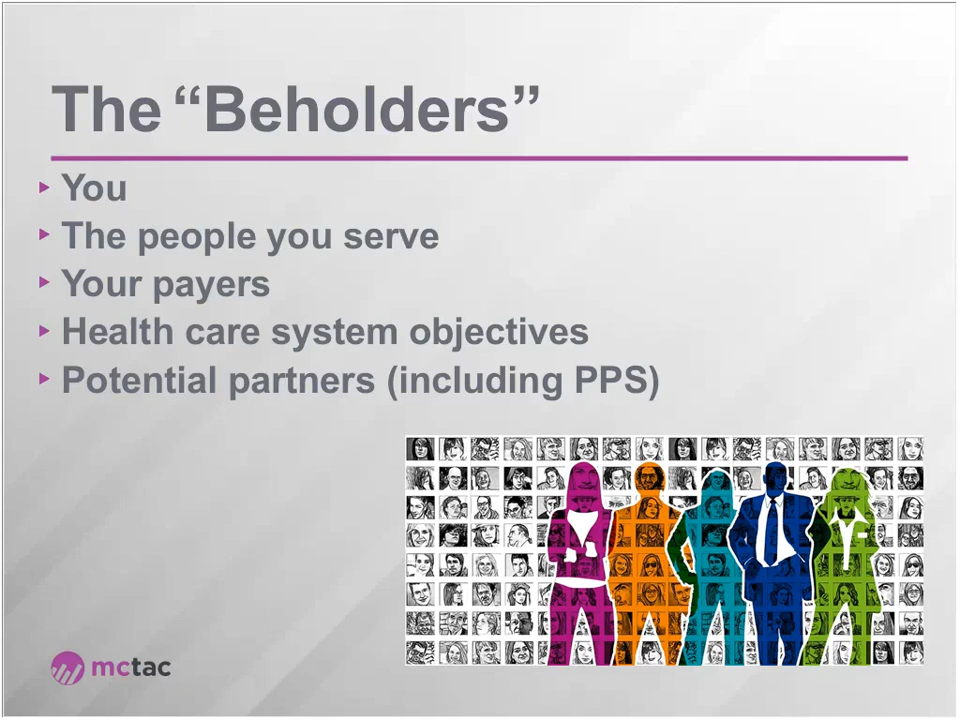 The “Beholders”
You
The people you serve
Your payers
Health care system objectives
Potential partners (including PPS)
mctac